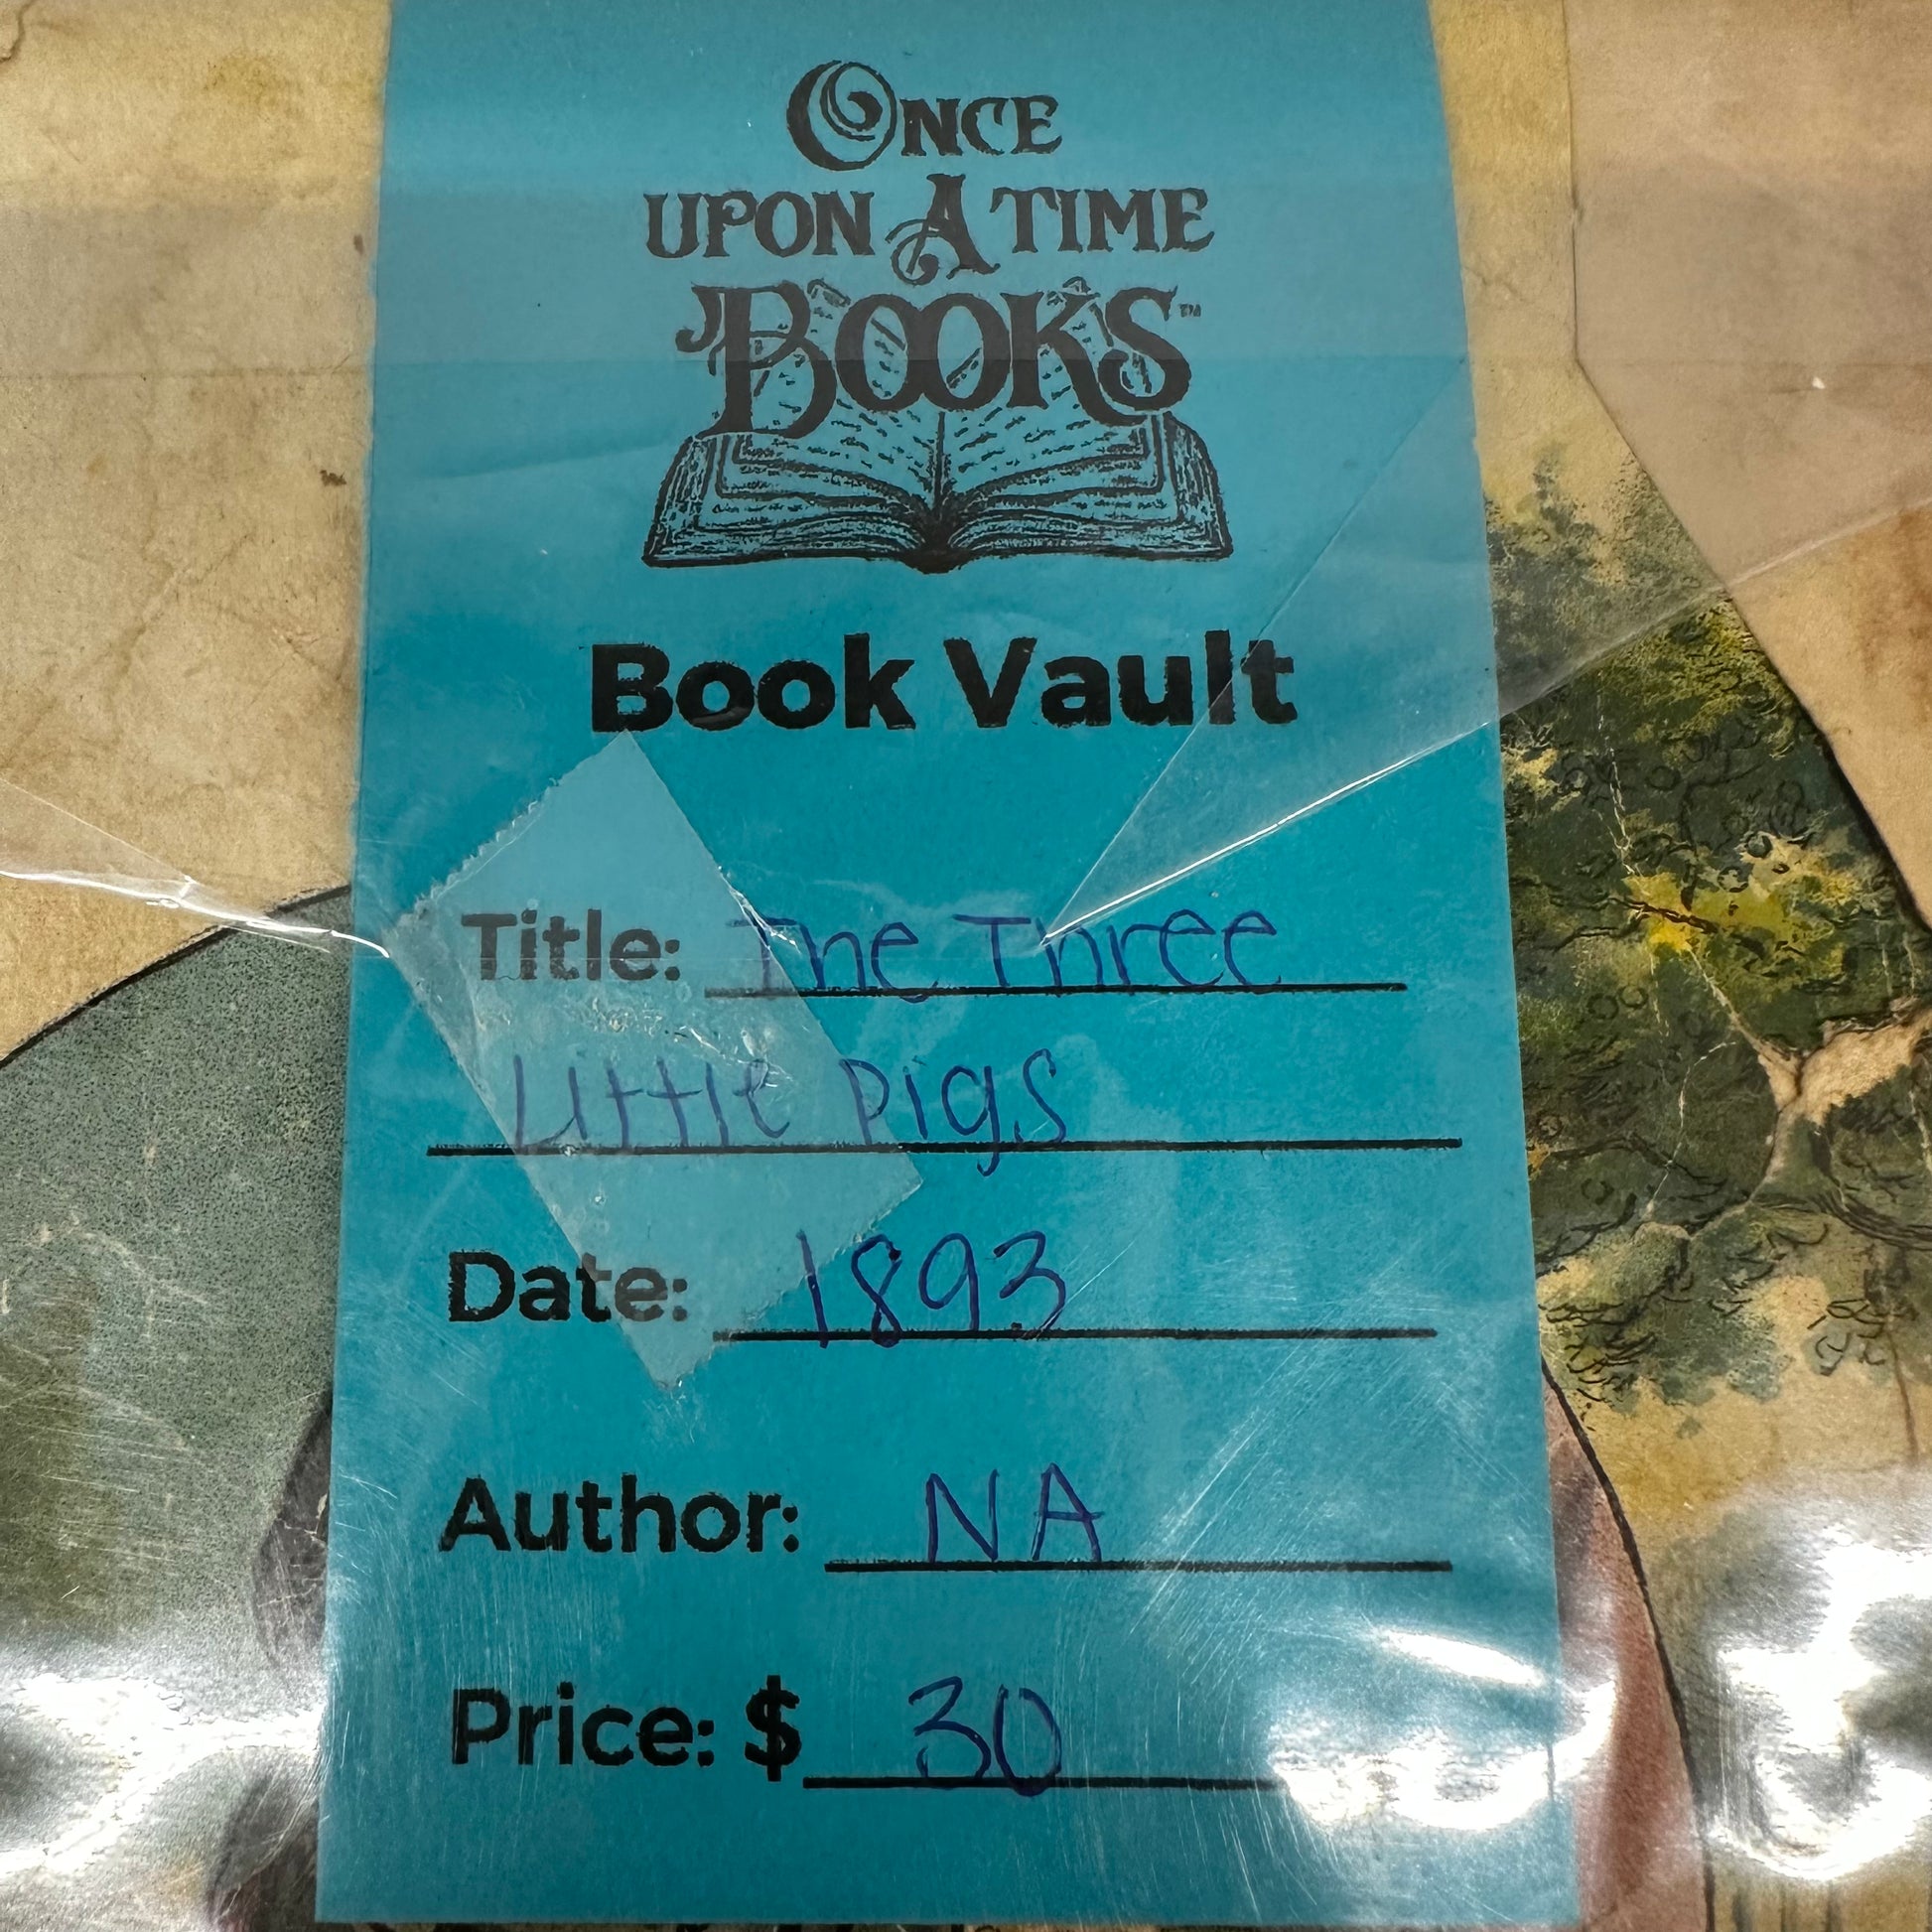 ONCE
UPON A TIME
BOOKS™
Book Vault
Title: The Three
Little Pigs
Date: 1893
Author: NA
Price: $ 30